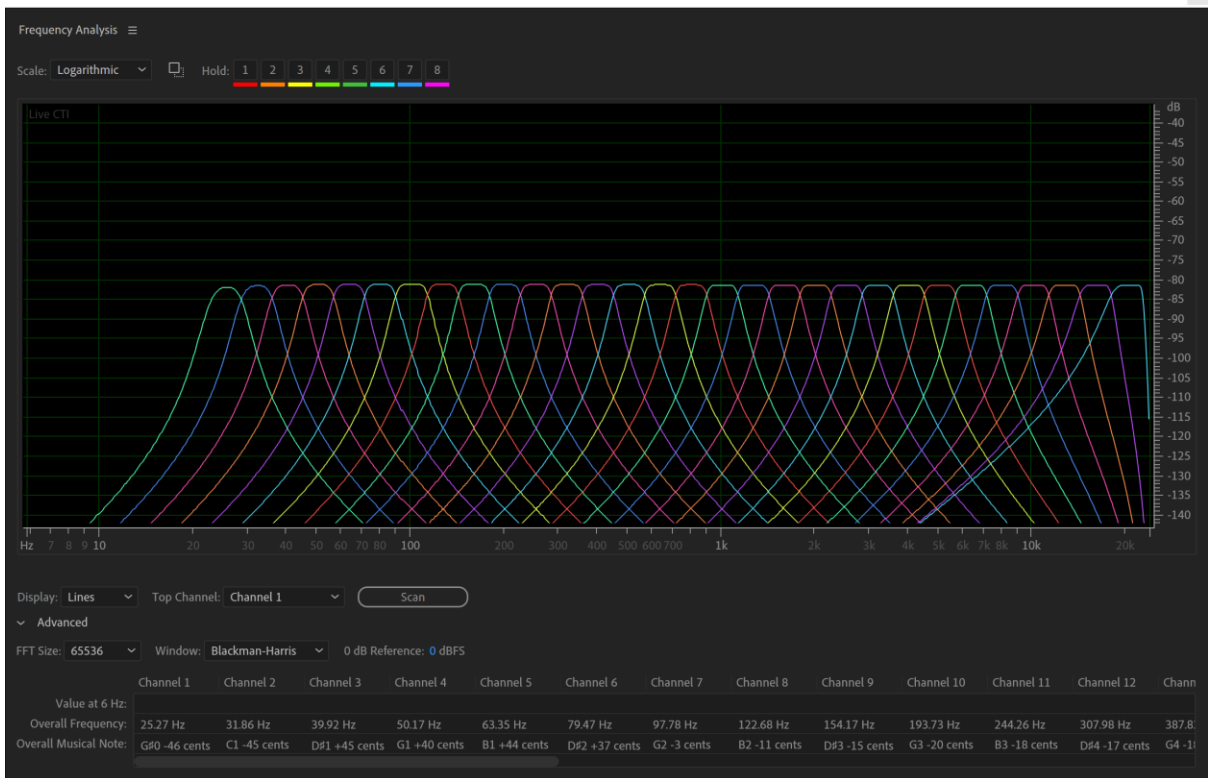 Frequency Analysis
Scale: Logarithmic Hold: 1 2 3 4 5 6 7 8
Live CTI
dB
-40
-45
-50
-55
-60
-65
-70
-75
-80
-85
-90
-95
-100
-105
-110
-115
-120
-125
-130
-135
-140
Hz 7 8 9 10 20 30 40 50 60 70 80 100 200 300 400 500 600 700 1k 2k 3k 4k 5k 6k 7k 8k 10k 20k
Display: Lines Top Channel: Channel 1 Scan
Advanced
FFT Size: 65536 Window: Blackman-Harris 0 dB Reference: 0 dBFS
Channel 1 Channel 2 Channel 3 Channel 4 Channel 5 Channel 6 Channel 7 Channel 8 Channel 9 Channel 10 Channel 11 Channel 12 Chann
Value at 6 Hz:
Overall Frequency: 25.27 Hz 31.86 Hz 39.92 Hz 50.17 Hz 63.35 Hz 79.47 Hz 97.78 Hz 122.68 Hz 154.17 Hz 193.73 Hz 244.26 Hz 307.98 Hz 387.8
Overall Musical Note: G#0 -46 cents C1 -45 cents D#1 +45 cents G1 +40 cents B1 +44 cents D#2 +37 cents G2 -3 cents B2 -11 cents D#3 -15 cents G3 -20 cents B3 -18 cents D#4 -17 cents G4 -1